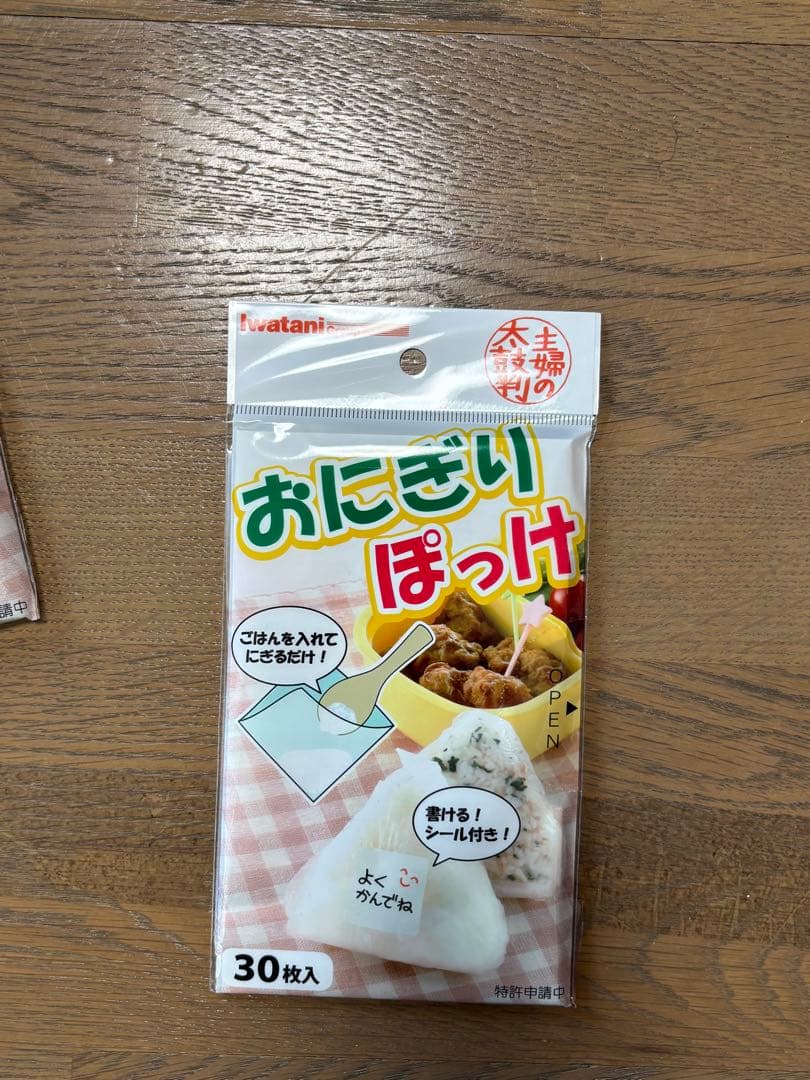 Iwatani
主婦の
太鼓判
おにぎり
ぽっけ
ごはんを入れて
にぎるだけ！
OPEN
書ける！
シール付き！
よく
かんでね
30枚入
特許申請中
請中